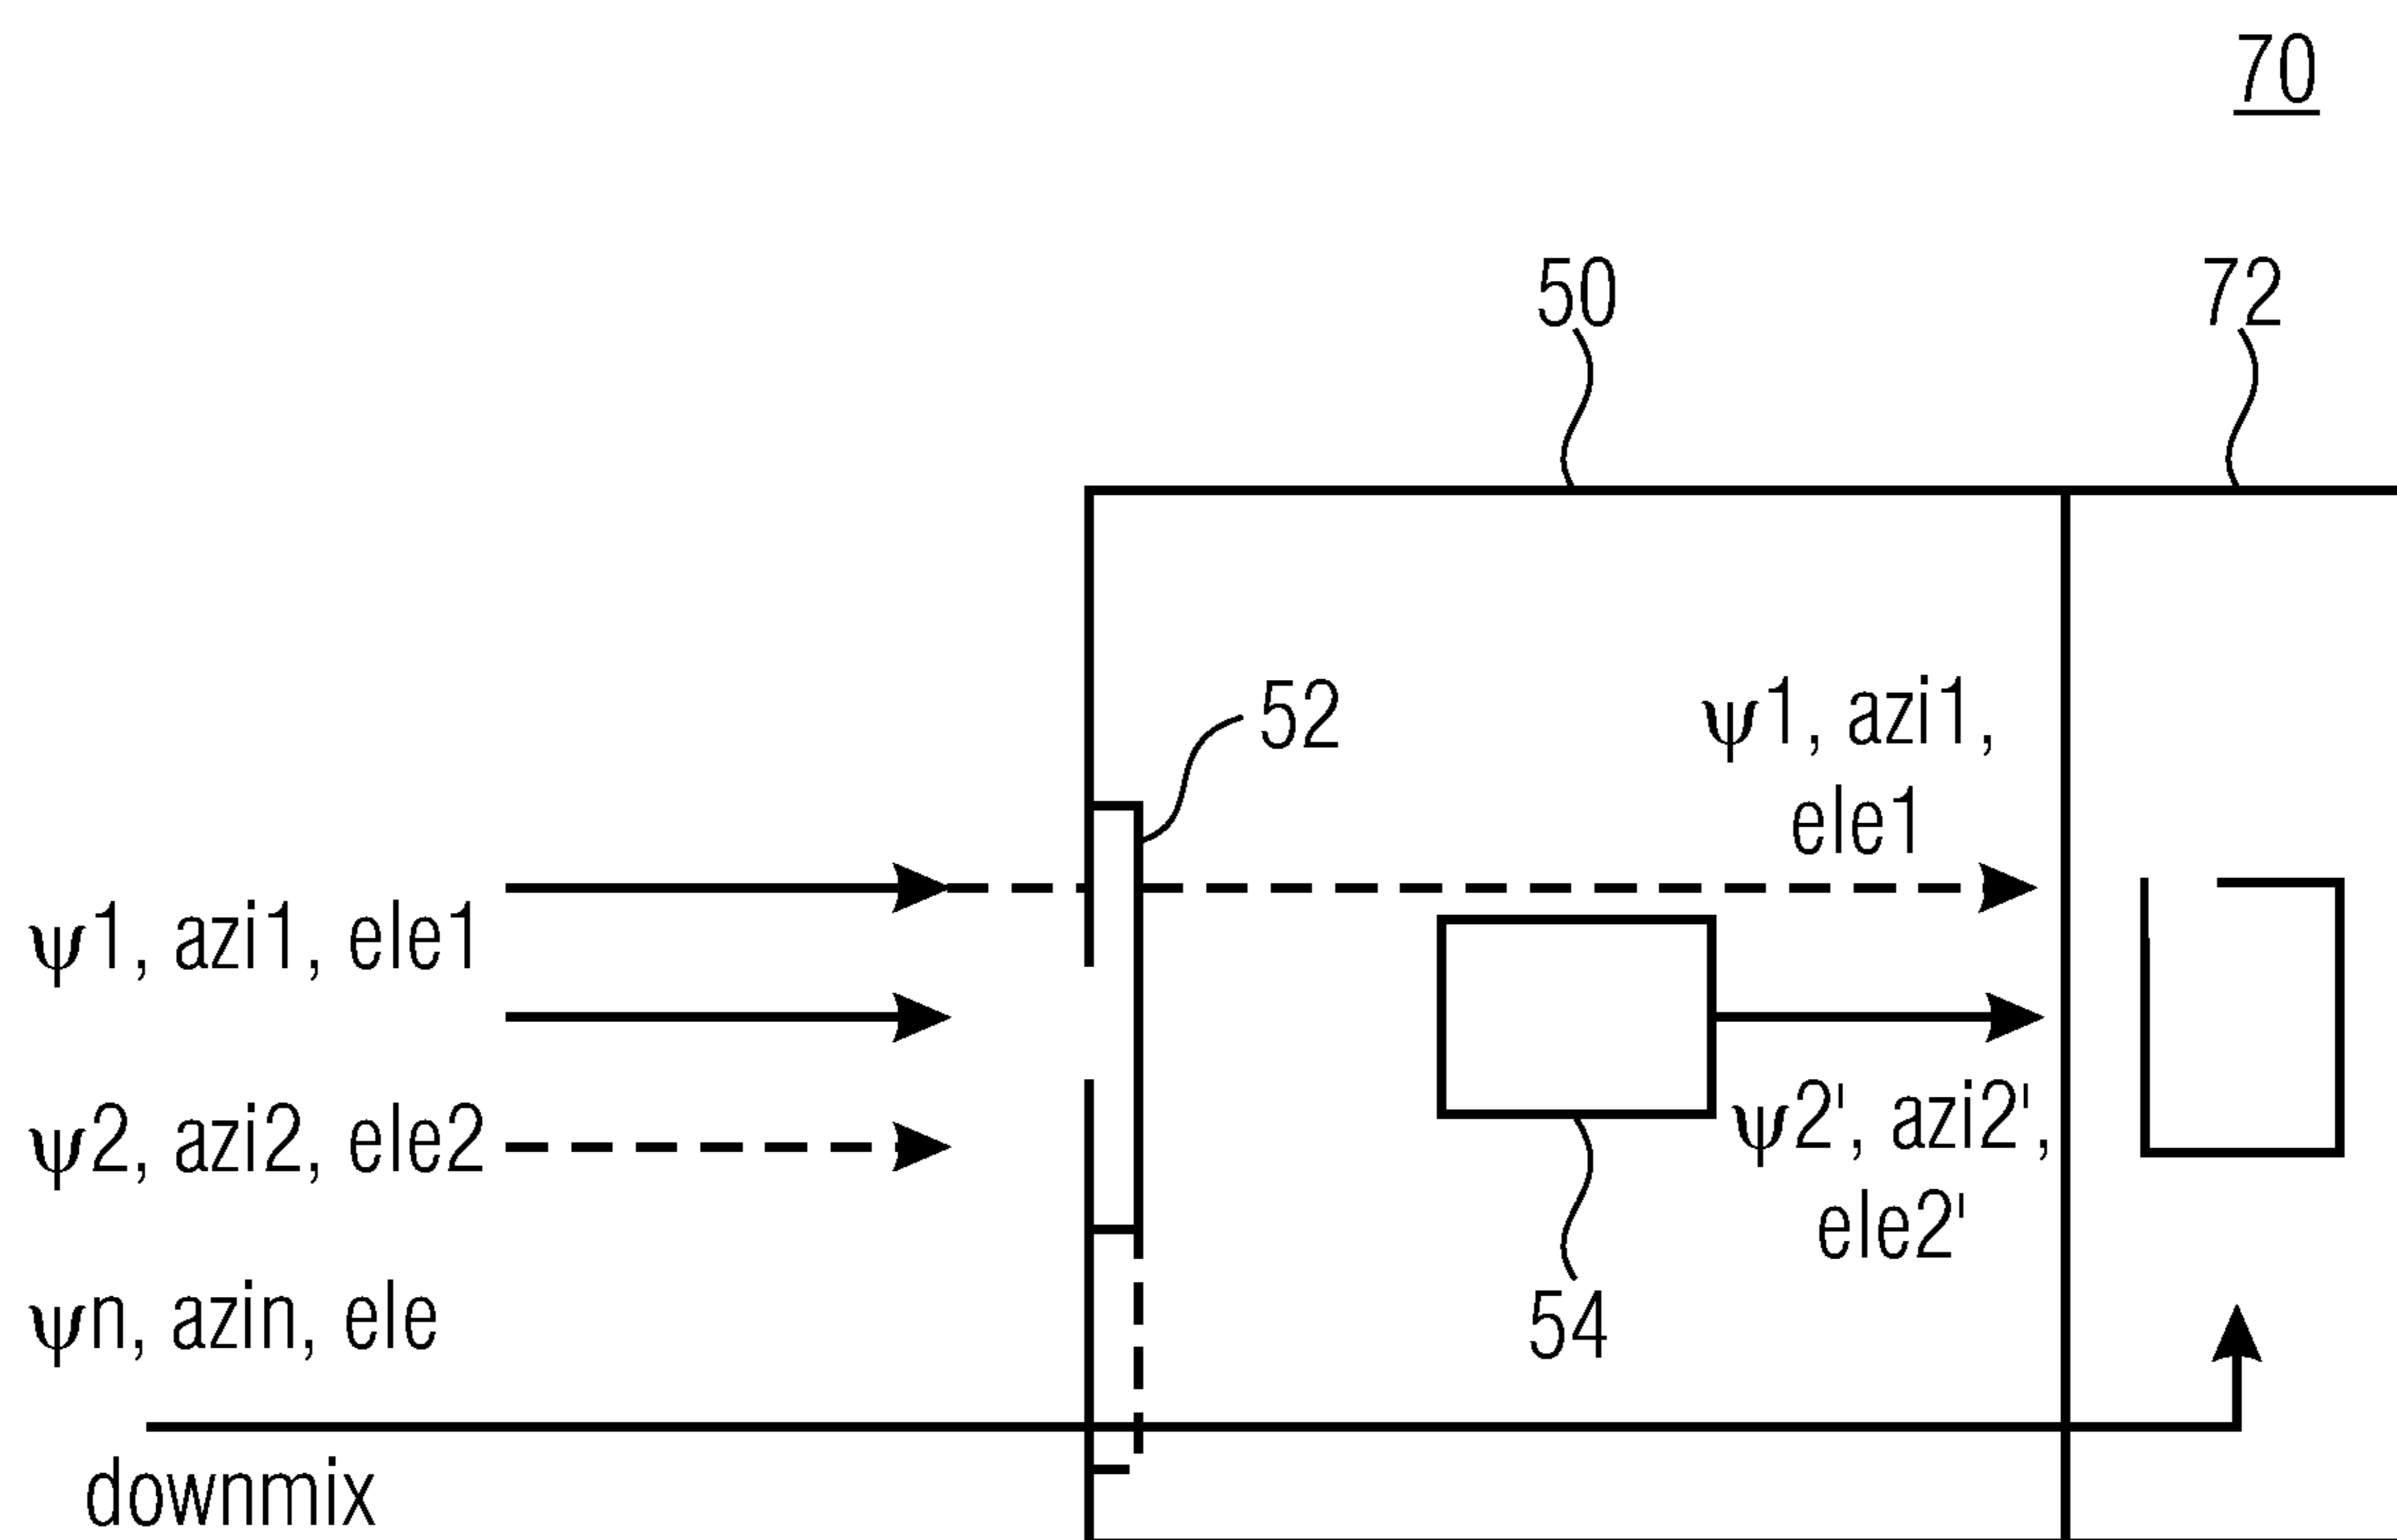 70
50
72
52
ψ1, azi1,
ele1
ψ1, azi1, ele1
ψ2, azi2, ele2
ψ2', azi2',
ele2'
ψn, azin, ele
54
downmix